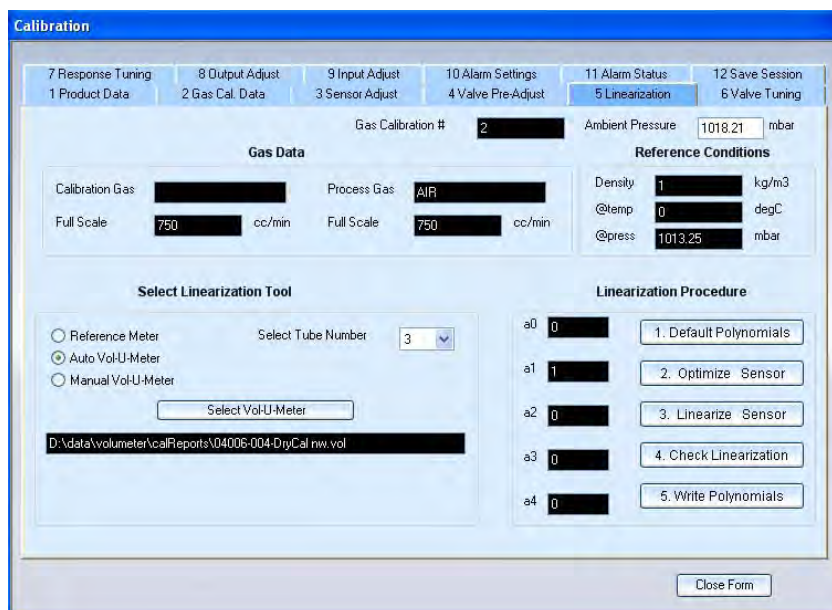 Calibration
7 Response Tuning 8 Output Adjust 9 Input Adjust 10 Alarm Settings 11 Alarm Status 12 Save Session
1 Product Data 2 Gas Cal. Data 3 Sensor Adjust 4 Valve Pre-Adjust 5 Linearization 6 Valve Tuning
Gas Calibration # 2 Ambient Pressure 1018.21 mbar
Gas Data Reference Conditions
Calibration Gas Process Gas AIR Density 1 kg/m3
Full Scale 750 cc/min Full Scale 750 cc/min @temp 0 degC
@press 1013.25 mbar
Select Linearization Tool Linearization Procedure
Reference Meter Select Tube Number 3 a0 0 1. Default Polynomials
Auto Vol-U-Meter
Manual Vol-U-Meter a1 1 2. Optimize Sensor
Select Vol-U-Meter a2 0 3. Linearize Sensor
D:\data\volumeter\calReports\04006-004-DryCal nw.vol
a3 0 4. Check Linearization
a4 0 5. Write Polynomials
Close Form